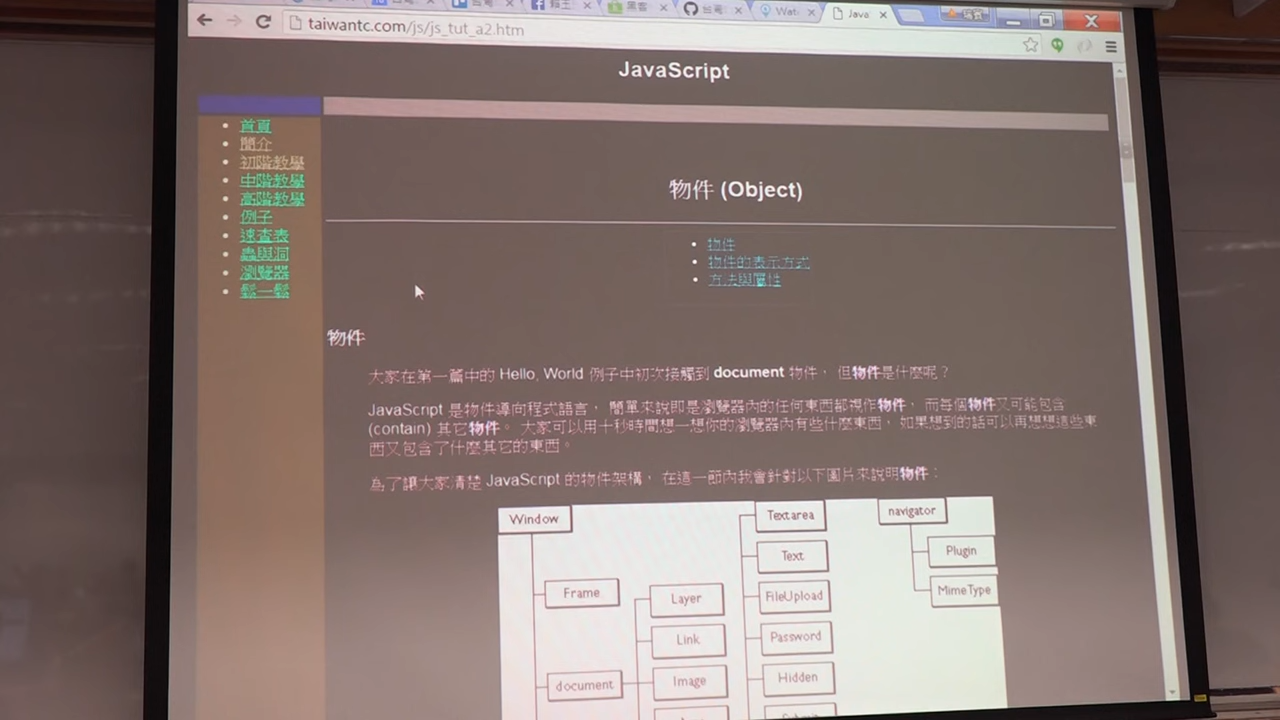 Java
taiwantc.com/js/js_tut_a2.htm
JavaScript
首頁
簡介
初階教學
中階教學
高階教學
例子
速查表
蟲與洞
瀏覽器
鬆一鬆
物件 (Object)
物件
物件的表示方式
方法與屬性
物件
大家在第一篇中的 Hello, World 例子中初次接觸到 document 物件, 但物件是什麼呢?
JavaScript 是物件導向程式語言, 簡單來說即是瀏覽器內的任何東西都視作物件, 而每個物件又可能包含
(contain) 其它物件。 大家可以用十秒時間想一想你的瀏覽器內有些什麼東西, 如果想到的話可以再想想這些東
西又包含了什麼其它的東西。
為了讓大家清楚 JavaScript 的物件架構, 在這一節內我會針對以下圖片來說明物件:
Window
Textarea
navigator
Text
Plugin
Frame
Layer
FileUpload
MimeType
Link
Password
document
Image
Hidden